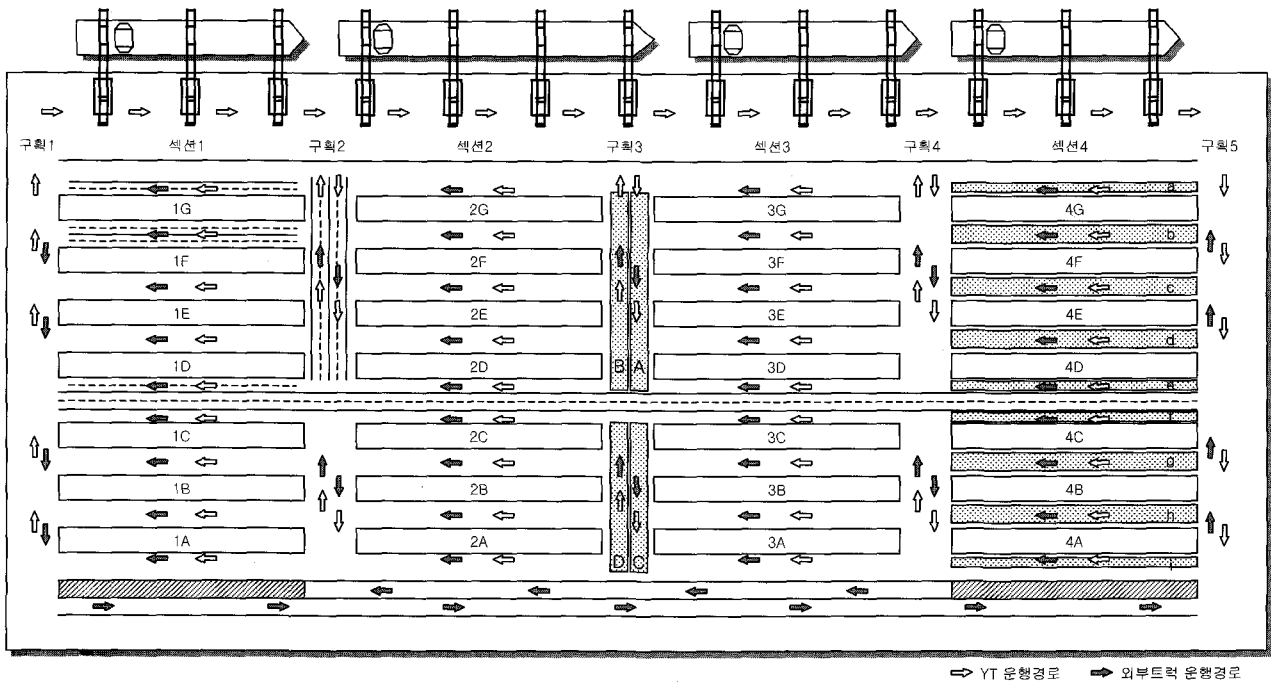 구획1 섹션1 구획2 섹션2 구획3 섹션3 구획4 섹션4 구획5
a
1G 2G 3G 4G
b
1F 2F 3F 4F
c
1E 2E 3E 4E
d
1D 2D B A 3D 4D
e
f
1C 2C 3C 4C
g
1B 2B 3B 4B
h
1A 2A 3A 4A
D C i
YT 운행경로 외부트럭 운행경로